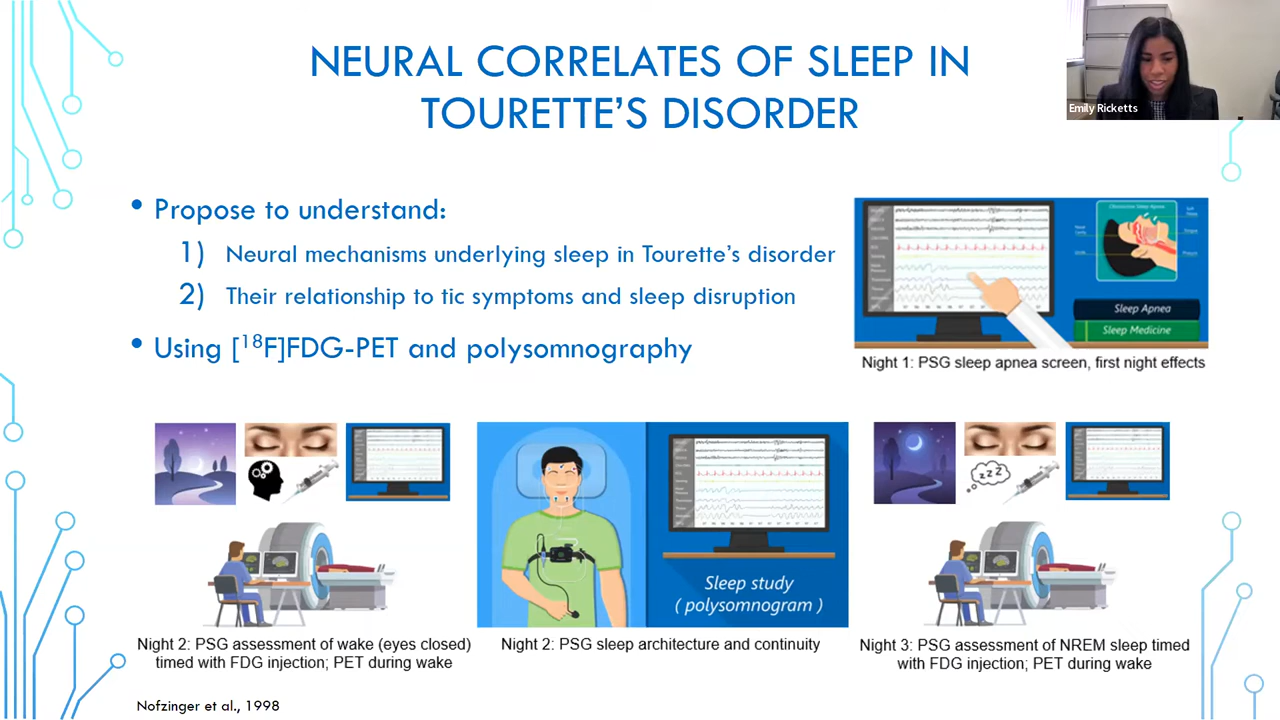 NEURAL CORRELATES OF SLEEP IN
TOURETTE'S DISORDER
Emily Ricketts
• Propose to understand:
1) Neural mechanisms underlying sleep in Tourette's disorder
2) Their relationship to tic symptoms and sleep disruption
• Using [18F]FDG-PET and polysomnography
Obstructive Sleep Apnea
Sleep Apnea
Sleep Medicine
Night 1: PSG sleep apnea screen, first night effects
z z z
Sleep study
( polysomnogram )
Night 2: PSG assessment of wake (eyes closed)
timed with FDG injection; PET during wake
Night 2: PSG sleep architecture and continuity
Night 3: PSG assessment of NREM sleep timed
with FDG injection; PET during wake
Nofzinger et al., 1998